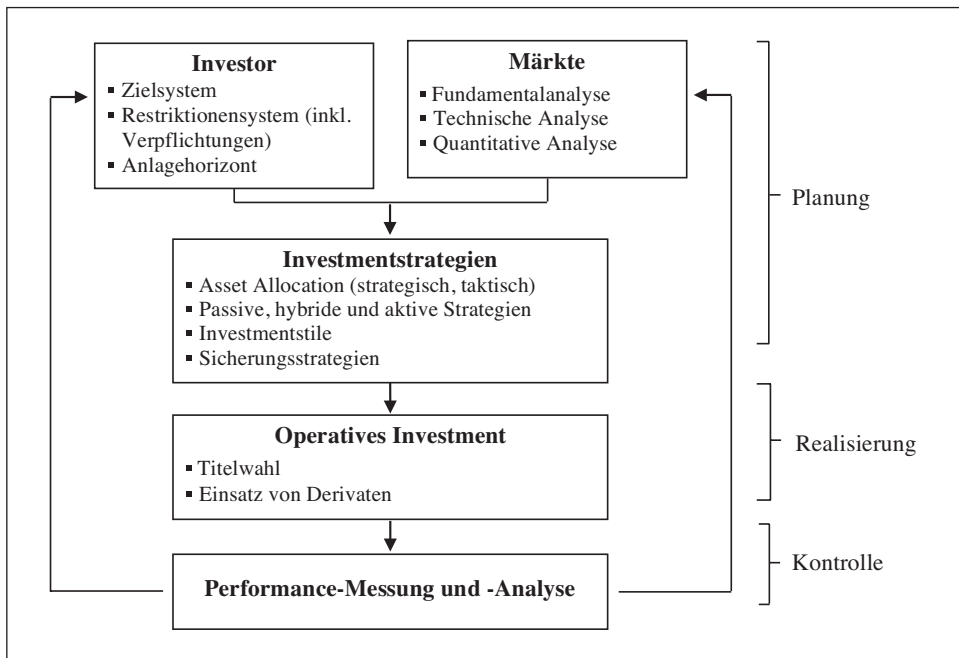 Investor
▪ Zielsystem
▪ Restriktionensystem (inkl.
Verpflichtungen)
▪ Anlagehorizont
Märkte
▪ Fundamentalanalyse
▪ Technische Analyse
▪ Quantitative Analyse
Planung
Investmentstrategien
▪ Asset Allocation (strategisch, taktisch)
▪ Passive, hybride und aktive Strategien
▪ Investmentstile
▪ Sicherungsstrategien
Operatives Investment
▪ Titelwahl
▪ Einsatz von Derivaten
Realisierung
Performance-Messung und -Analyse
Kontrolle